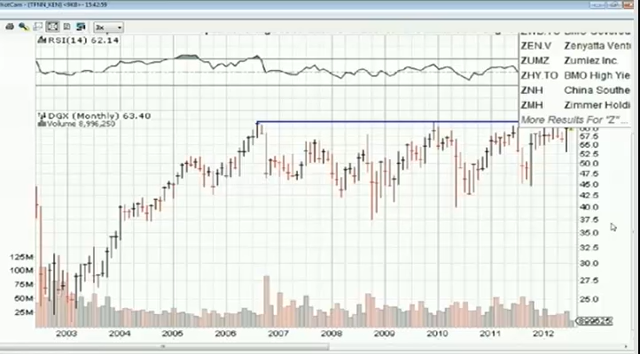 RSI(14) 62.14
ZEN.V Zenyatta Vent
ZUMZ Zumiez Inc.
ZHY.TO BMO High Yie
ZNH China Southe
ZMH Zimmer Holdi
More Results For "Z"...
DGX (Monthly) 63.40
Volume 8,996,250
60.0
57.5
55.0
52.5
50.0
47.5
45.0
42.5
40.0
37.5
35.0
32.5
30.0
27.5
25.0
125M
100M
75M
50M
25M
2003 2004 2005 2006 2007 2008 2009 2010 2011 2012